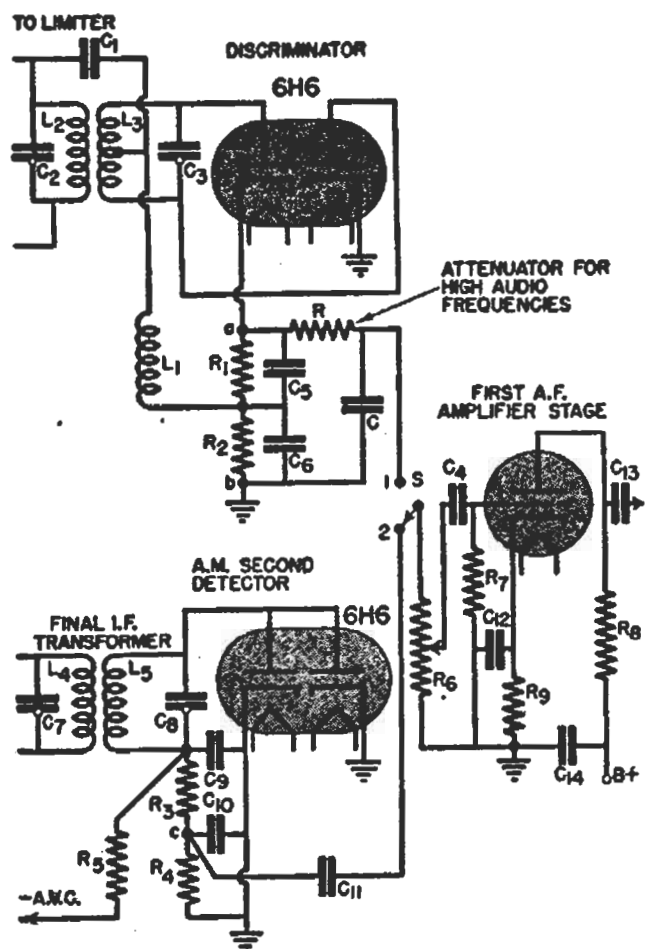 TO LIMITER
C1
DISCRIMINATOR
6H6
L2
L3
C2
C3
ATTENUATOR FOR
HIGH AUDIO
FREQUENCIES
a
R
L1
R1
C5
C
R2
C6
b
FIRST A.F.
AMPLIFIER STAGE
1
S
2
C4
C13
R7
C12
R6
R9
R8
C14
B+
A.M. SECOND
DETECTOR
6H6
FINAL I.F.
TRANSFORMER
L4
L5
C7
C8
C9
R3
C10
c
R5
R4
C11
-A.V.C.